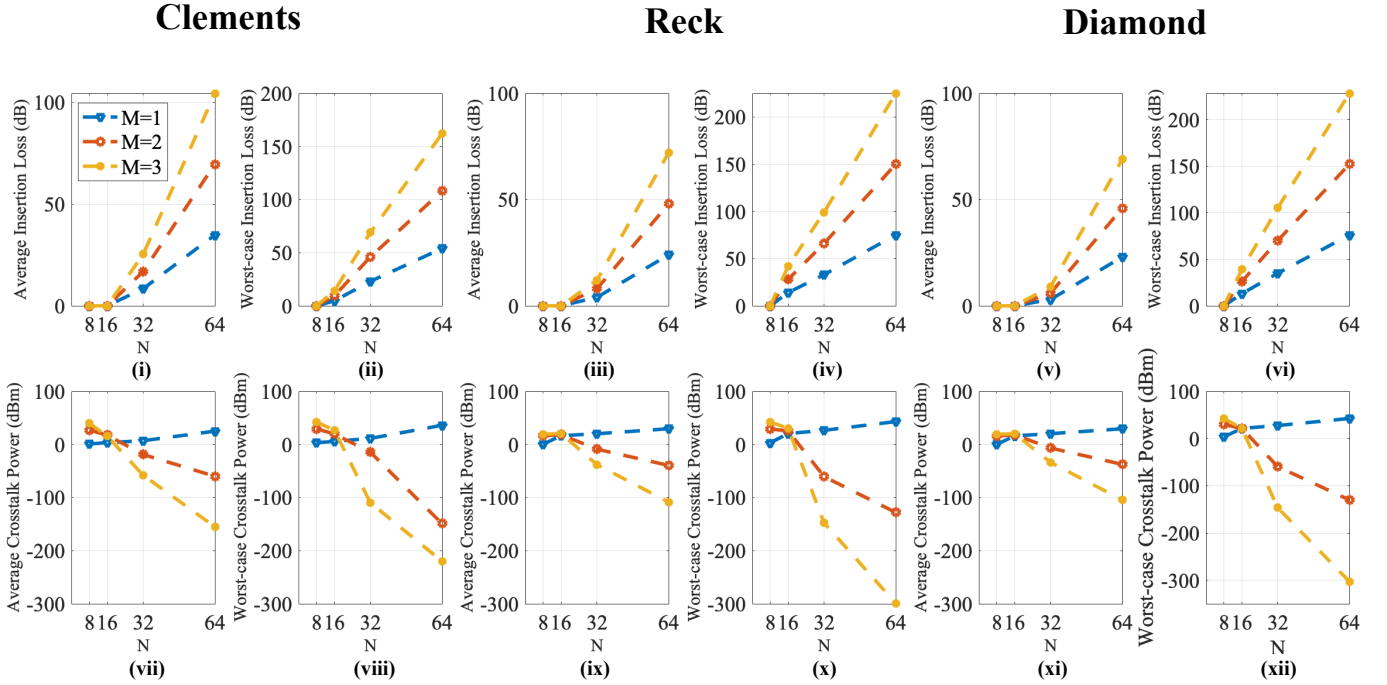 Clements
Reck
Diamond
Average Insertion Loss (dB)
100
50
0
M=1
M=2
M=3
8 16 32 64
N
(i)
Worst-case Insertion Loss (dB)
200
150
100
50
0
8 16 32 64
N
(ii)
Average Insertion Loss (dB)
100
50
0
8 16 32 64
N
(iii)
Worst-case Insertion Loss (dB)
200
150
100
50
0
8 16 32 64
N
(iv)
Average Insertion Loss (dB)
100
50
0
8 16 32 64
N
(v)
Worst-case Insertion Loss (dB)
200
150
100
50
0
8 16 32 64
N
(vi)
Average Crosstalk Power (dBm)
100
0
-100
-200
-300
8 16 32 64
N
(vii)
Worst-case Crosstalk Power (dBm)
100
0
-100
-200
-300
8 16 32 64
N
(viii)
Average Crosstalk Power (dBm)
100
0
-100
-200
-300
8 16 32 64
N
(ix)
Worst-case Crosstalk Power (dBm)
100
0
-100
-200
-300
8 16 32 64
N
(x)
Average Crosstalk Power (dBm)
100
0
-100
-200
-300
8 16 32 64
N
(xi)
Worst-case Crosstalk Power (dBm)
100
0
-100
-200
-300
8 16 32 64
N
(xii)